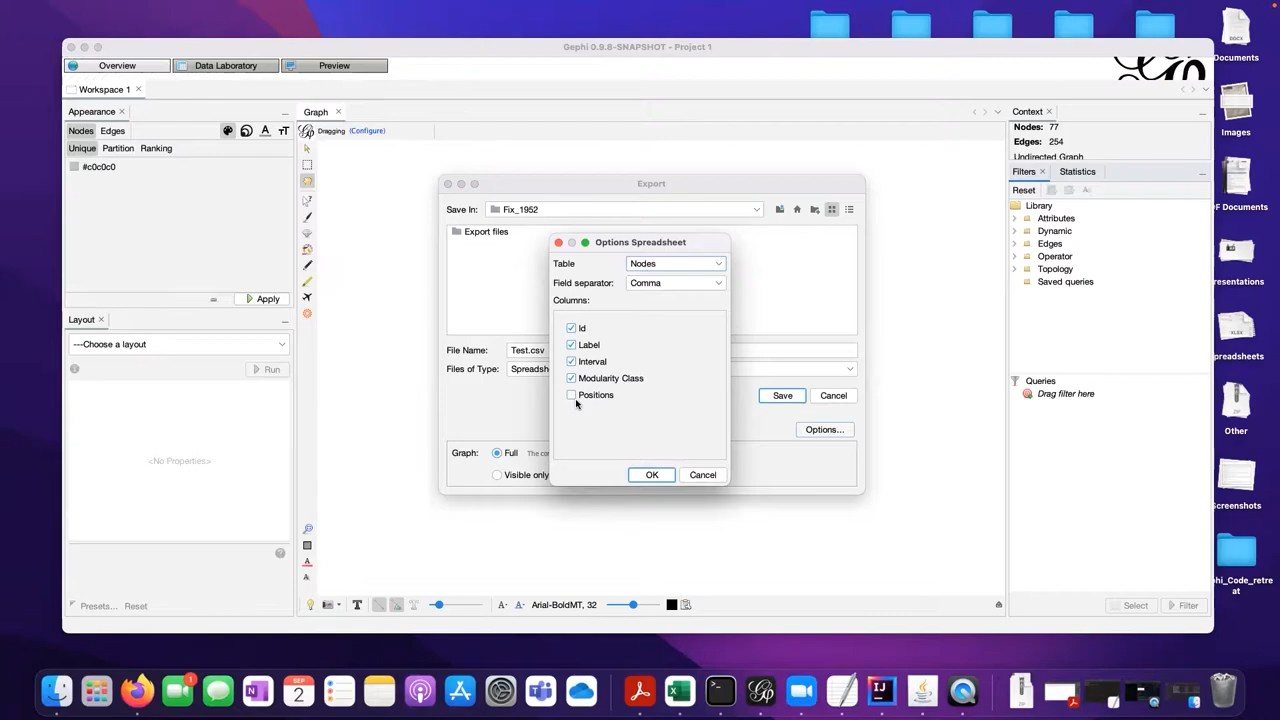 Gephi 0.9.8-SNAPSHOT - Project 1
Overview
Data Laboratory
Preview
Workspace 1
Appearance
Nodes Edges
Unique Partition Ranking
#c0c0c0
Apply
Layout
---Choose a layout
Run
<No Properties>
Presets... Reset
Graph
Dragging (Configure)
Arial-BoldMT, 32
Export
Save In: Fix_1952
Export files
File Name: Test.csv
Files of Type:
Save
Cancel
Options...
Graph: Full
Visible only
Options Spreadsheet
Table Nodes
Field separator: Comma
Columns:
Id
Label
Interval
Modularity Class
Positions
OK
Cancel
Context
Nodes: 77
Edges: 254
Undirected Graph
Filters
Statistics
Reset
Library
Attributes
Dynamic
Edges
Operator
Topology
Saved queries
Queries
Drag filter here
Select
Filter
Documents
DOCX
Images
Other
ZIP
SEP
2
1